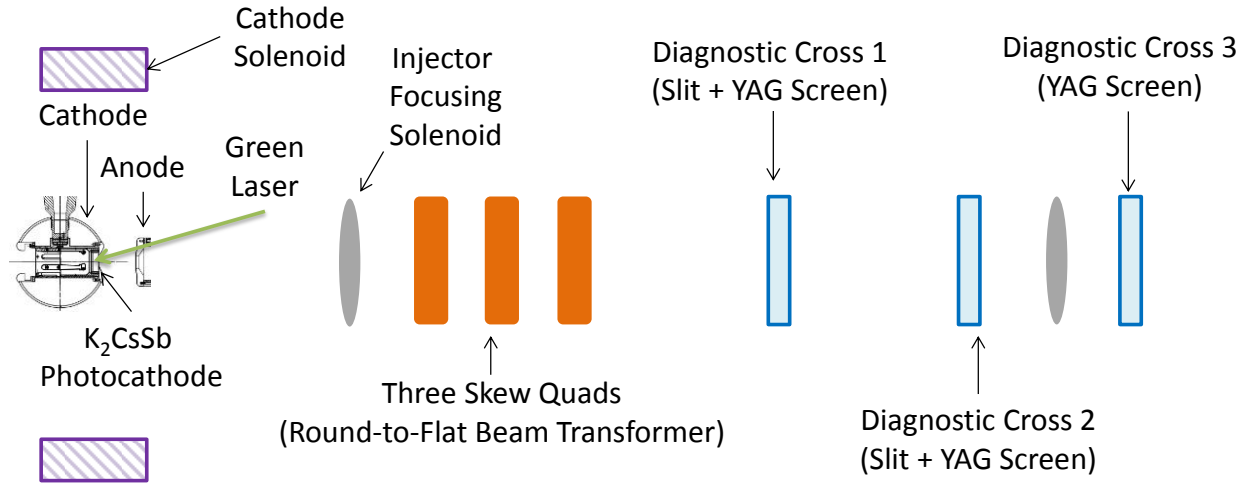 Cathode
Solenoid
Cathode
Anode
Green
Laser
Injector
Focusing
Solenoid
Diagnostic Cross 1
(Slit + YAG Screen)
Diagnostic Cross 3
(YAG Screen)
K₂CsSb
Photocathode
Three Skew Quads
(Round-to-Flat Beam Transformer)
Diagnostic Cross 2
(Slit + YAG Screen)